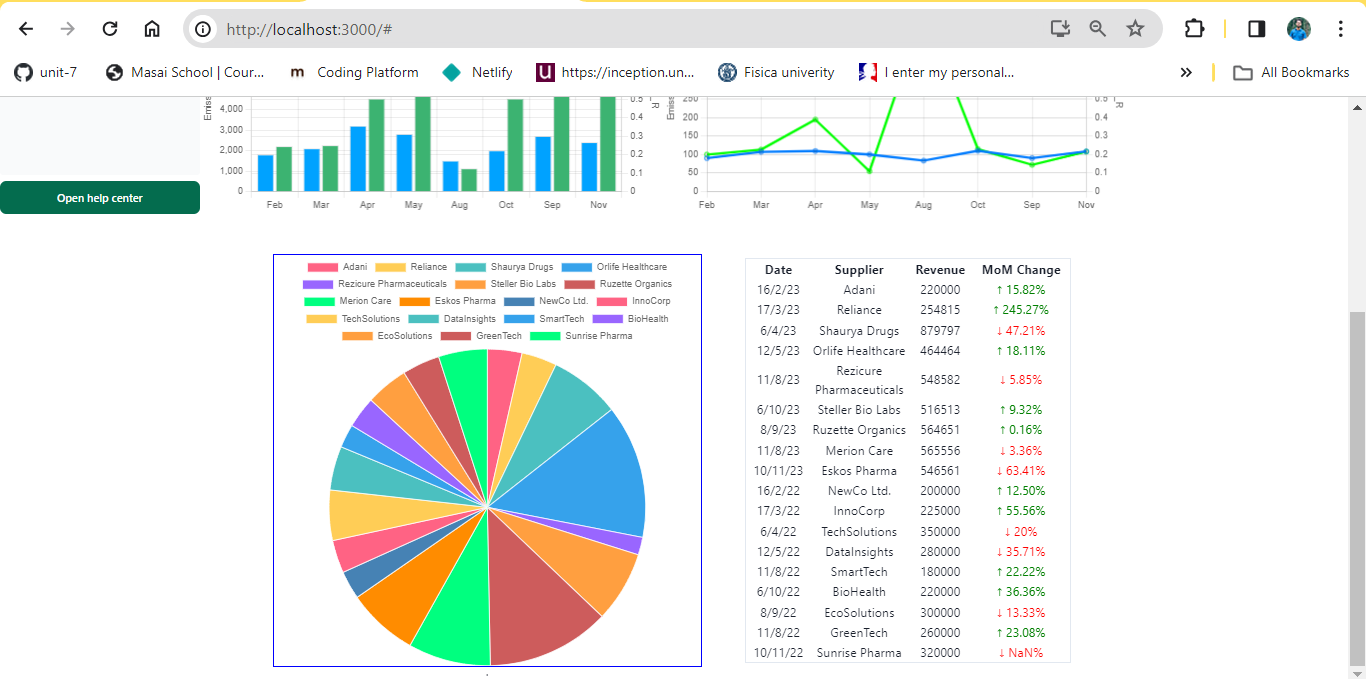 http://localhost:3000/#
unit-7 Masai School | Cour... Coding Platform Netlify https://inception.un... Fisica univerity I enter my personal... » All Bookmarks
Emiss
4,000
3,000
2,000
1,000
0
0.5
0.4
0.3
0.2
0.1
0
R
Feb Mar Apr May Aug Oct Sep Nov
Emiss
250
200
150
100
50
0
0.5
0.4
0.3
0.2
0.1
0
R
Feb Mar Apr May Aug Oct Sep Nov
Open help center
Adani Reliance Shaurya Drugs Orlife Healthcare
Rezicure Pharmaceuticals Steller Bio Labs Ruzette Organics
Merion Care Eskos Pharma NewCo Ltd. InnoCorp
TechSolutions DataInsights SmartTech BioHealth
EcoSolutions GreenTech Sunrise Pharma
Date Supplier Revenue MoM Change
16/2/23 Adani 220000 ↑ 15.82%
17/3/23 Reliance 254815 ↑ 245.27%
6/4/23 Shaurya Drugs 879797 ↓ 47.21%
12/5/23 Orlife Healthcare 464464 ↑ 18.11%
11/8/23 Rezicure Pharmaceuticals 548582 ↓ 5.85%
6/10/23 Steller Bio Labs 516513 ↑ 9.32%
8/9/23 Ruzette Organics 564651 ↑ 0.16%
11/8/23 Merion Care 565556 ↓ 3.36%
10/11/23 Eskos Pharma 546561 ↓ 63.41%
16/2/22 NewCo Ltd. 200000 ↑ 12.50%
17/3/22 InnoCorp 225000 ↑ 55.56%
6/4/22 TechSolutions 350000 ↓ 20%
12/5/22 DataInsights 280000 ↓ 35.71%
11/8/22 SmartTech 180000 ↑ 22.22%
6/10/22 BioHealth 220000 ↑ 36.36%
8/9/22 EcoSolutions 300000 ↓ 13.33%
11/8/22 GreenTech 260000 ↑ 23.08%
10/11/22 Sunrise Pharma 320000 ↓ NaN%